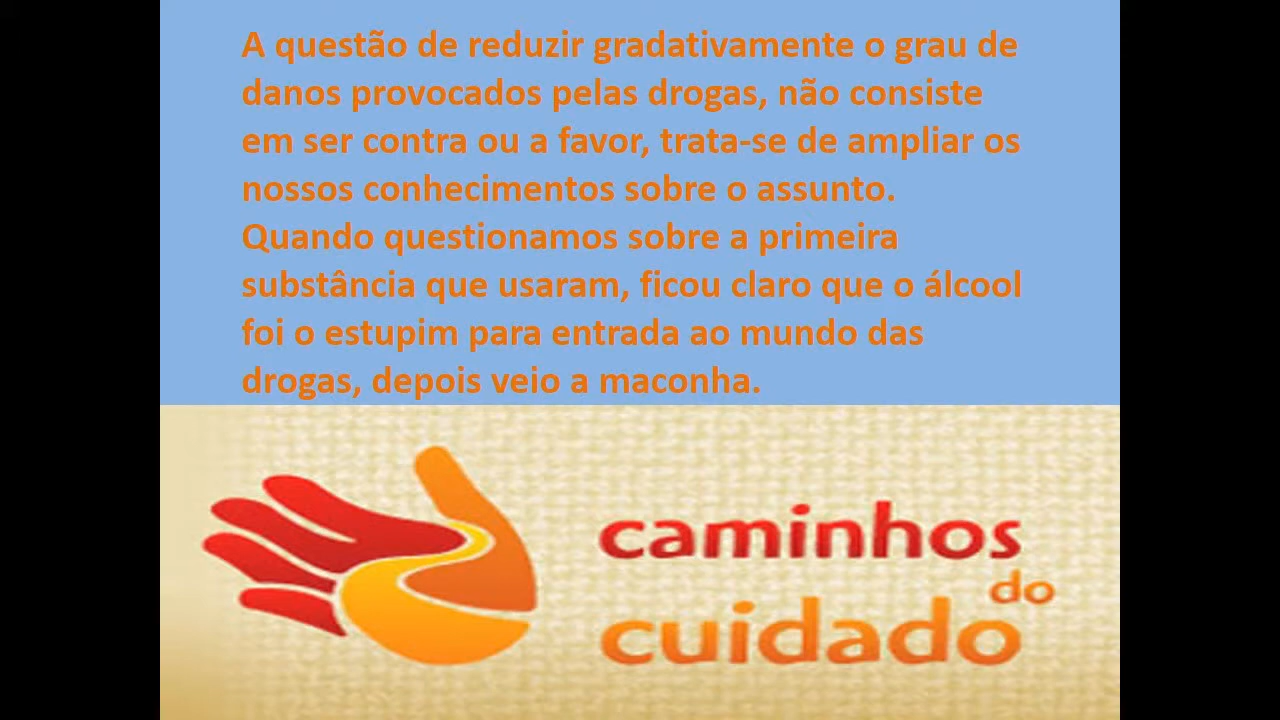 A questão de reduzir gradativamente o grau de
danos provocados pelas drogas, não consiste
em ser contra ou a favor, trata-se de ampliar os
nossos conhecimentos sobre o assunto.
Quando questionamos sobre a primeira
substância que usaram, ficou claro que o álcool
foi o estupim para entrada ao mundo das
drogas, depois veio a maconha.
caminhos
do
cuidado